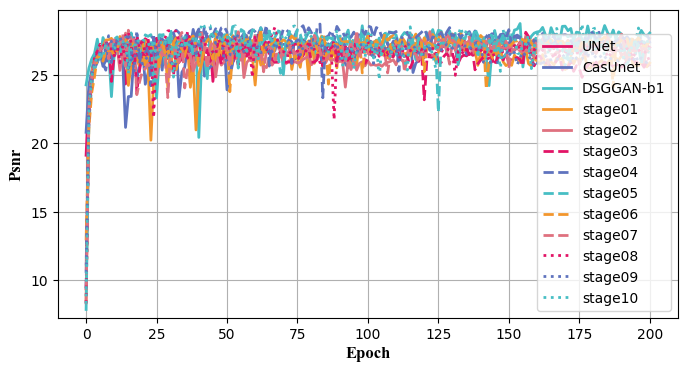 Psnr
25
20
15
10
0
25
50
75
100
125
150
175
200
Epoch
UNet
CasUnet
DSGGAN-b1
stage01
stage02
stage03
stage04
stage05
stage06
stage07
stage08
stage09
stage10